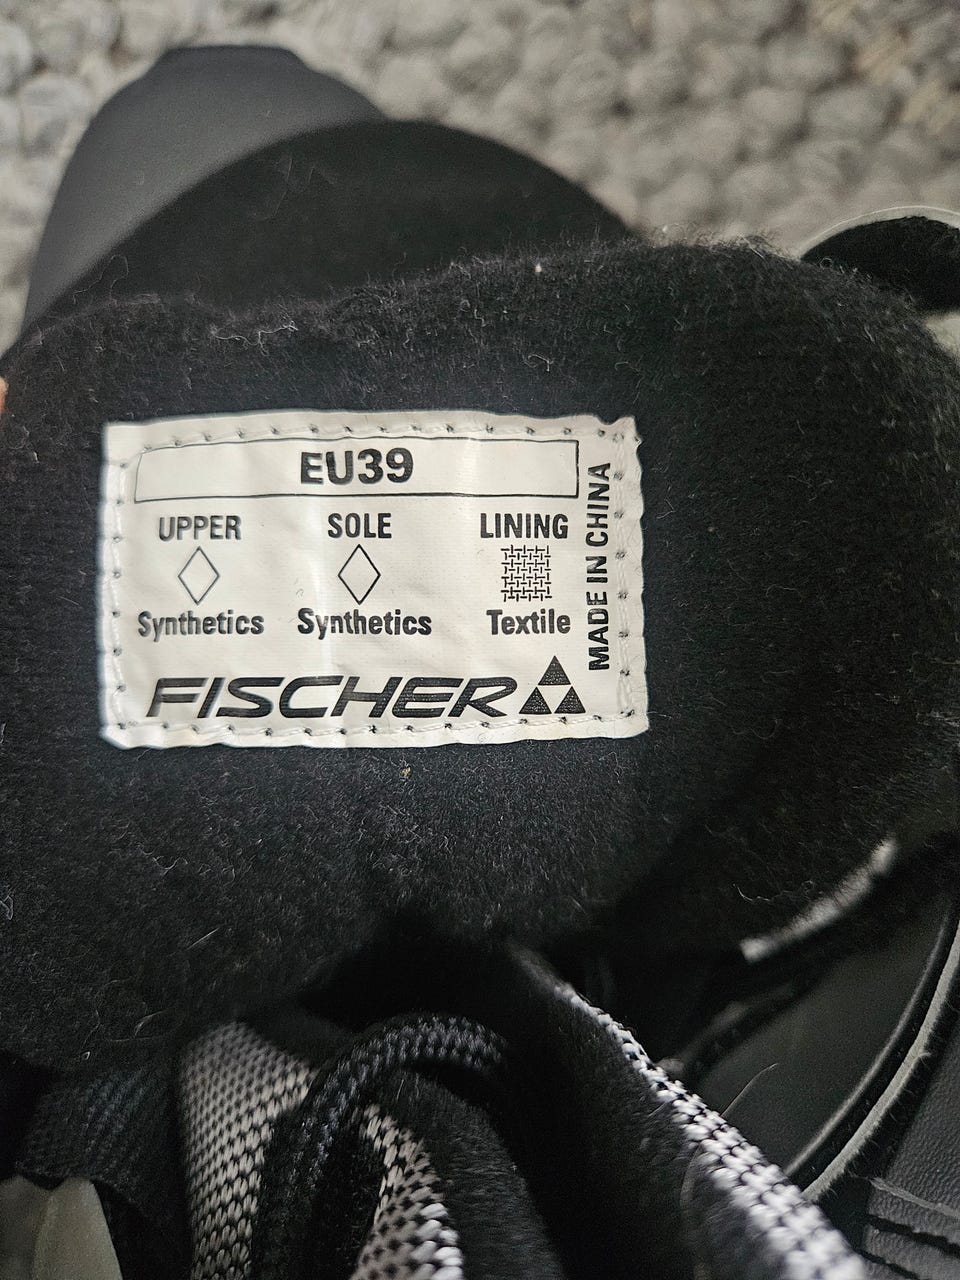 EU39
UPPER SOLE LINING
Synthetics Synthetics Textile
FISCHER
MADE IN CHINA